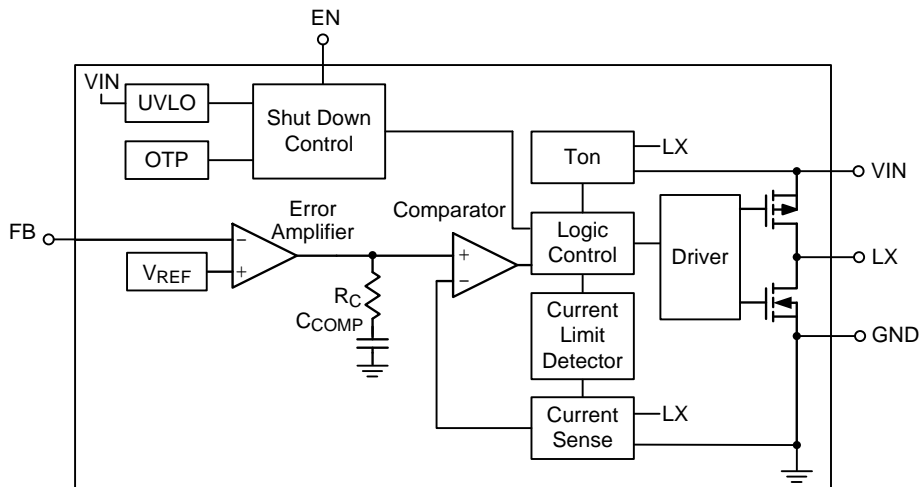 EN
VIN
UVLO
Shut Down
Control
OTP
Ton
LX
VIN
Error
Amplifier
Comparator
FB
−
+
VREF
+
−
Logic
Control
Driver
LX
RC
CCOMP
Current
Limit
Detector
GND
Current
Sense
LX